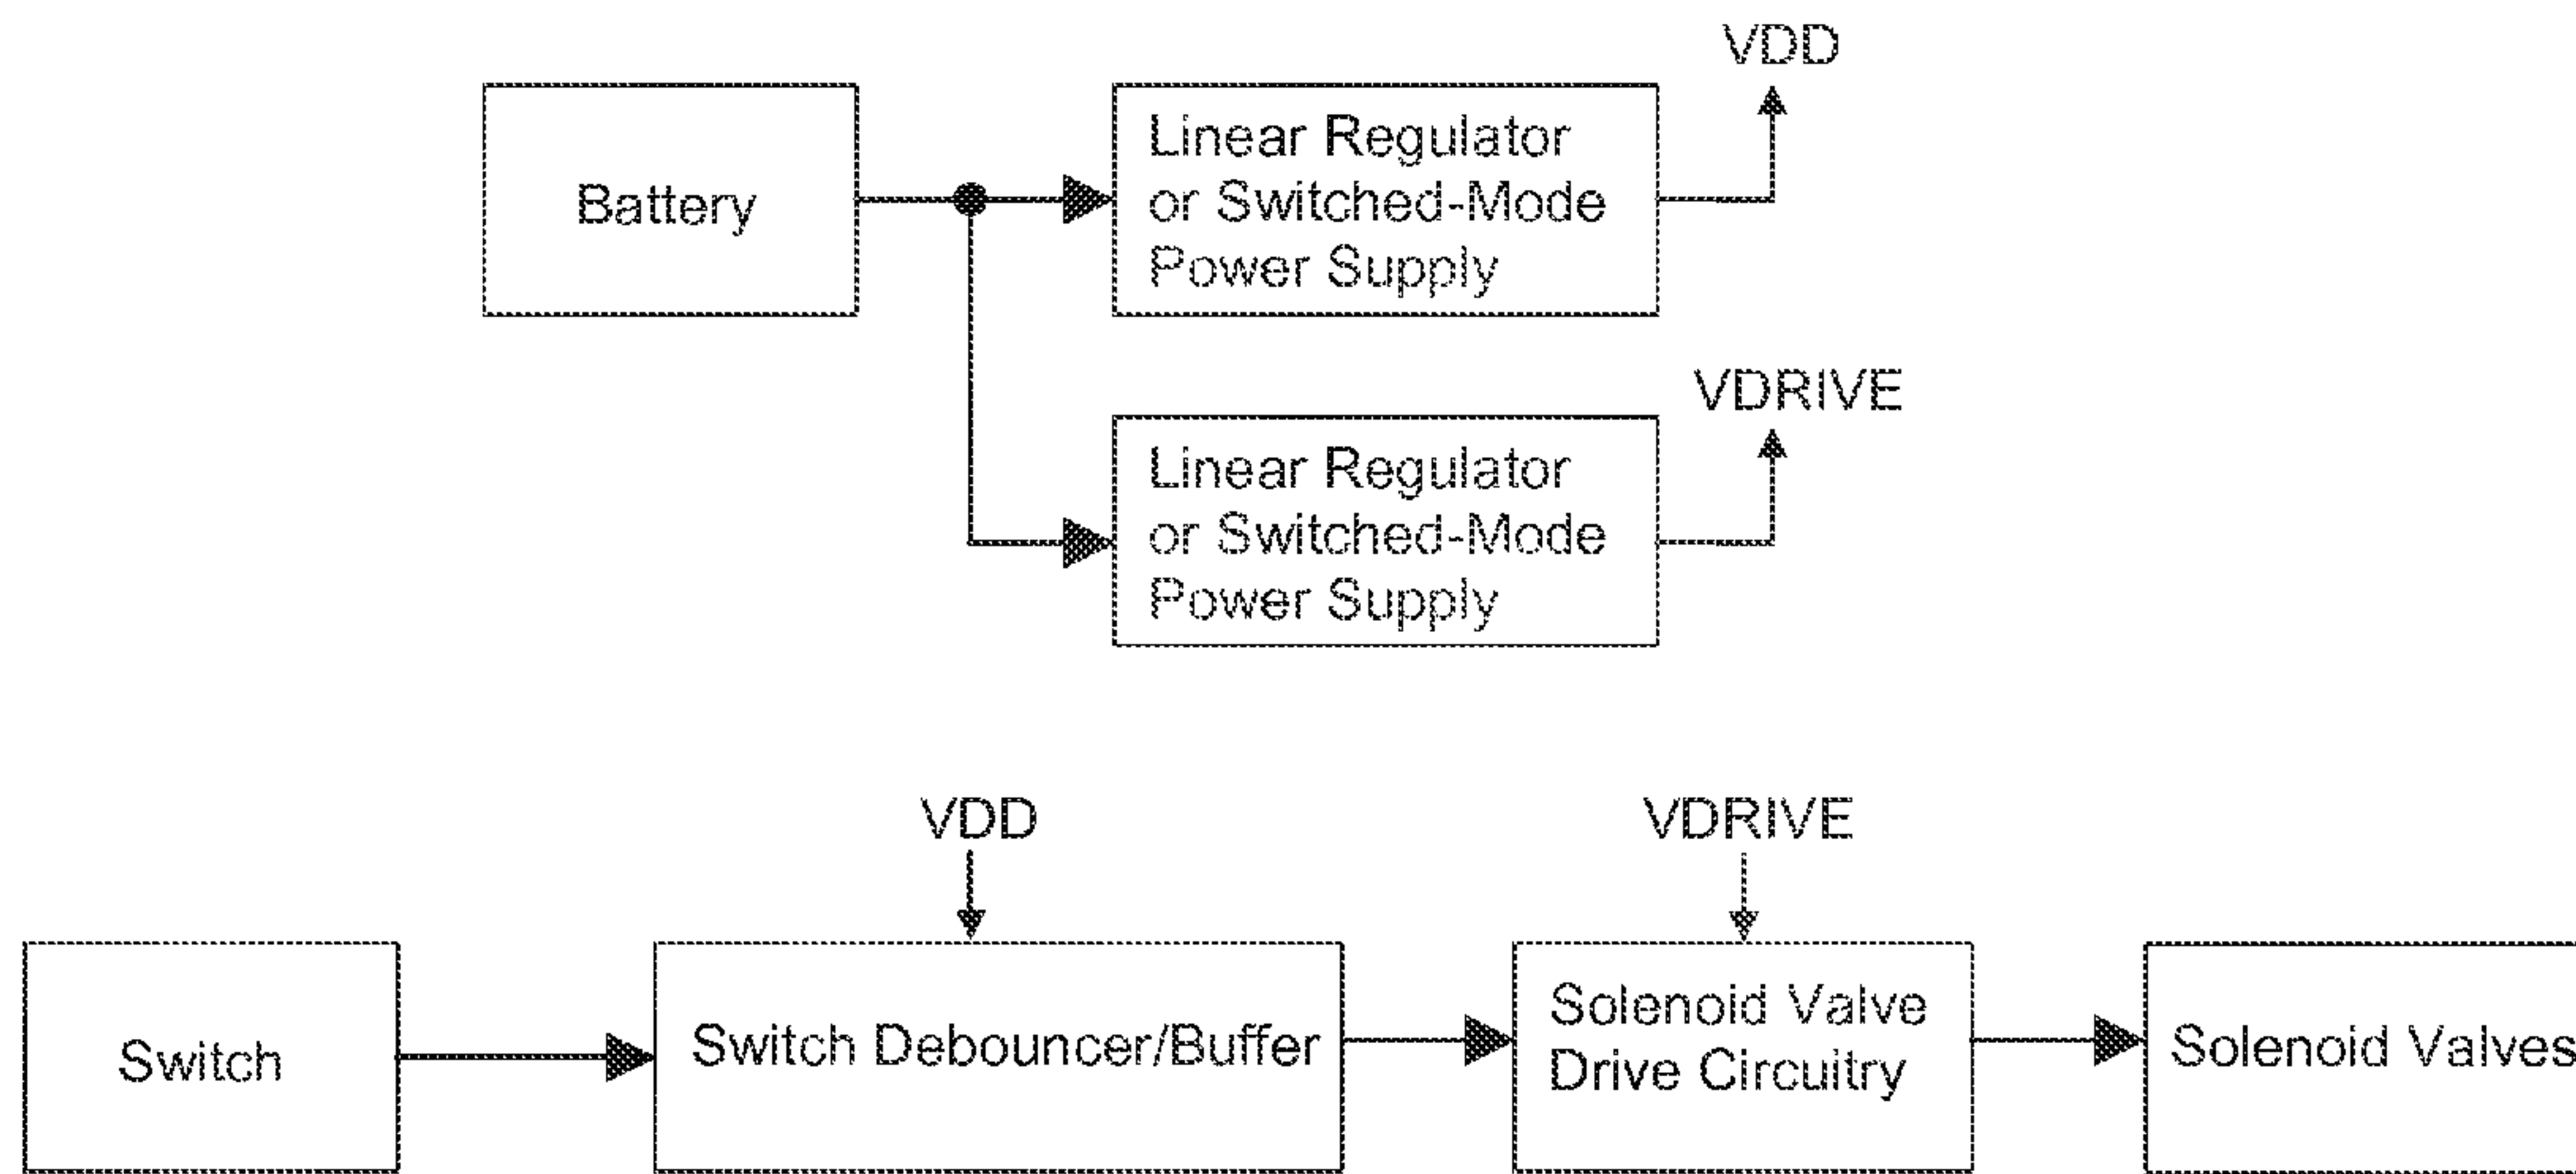 VDD
Battery
Linear Regulator
or Switched-Mode
Power Supply
VDRIVE
Linear Regulator
or Switched-Mode
Power Supply
VDD
VDRIVE
Switch
Switch Debouncer/Buffer
Solenoid Valve
Drive Circuitry
Solenoid Valves